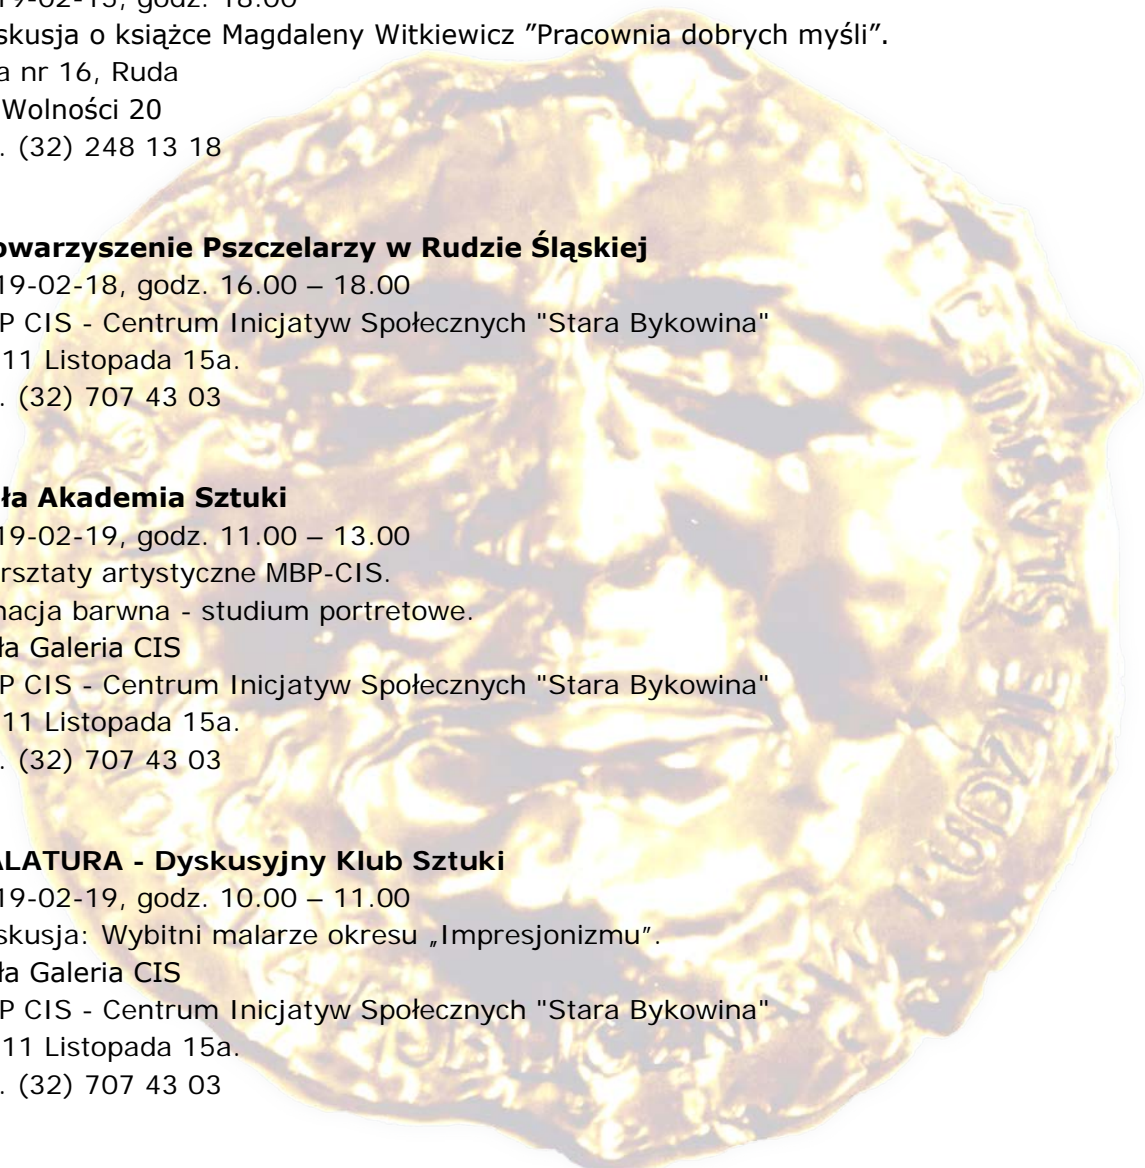 godz. 18.00
skusja o książce Magdaleny Witkiewicz ”Pracownia dobrych myśli”.
a nr 16, Ruda
Wolności 20
. (32) 248 13 18
owarzyszenie Pszczelarzy w Rudzie Śląskiej
19-02-18, godz. 16.00 – 18.00
P CIS - Centrum Inicjatyw Społecznych "Stara Bykowina"
11 Listopada 15a.
. (32) 707 43 03
ła Akademia Sztuki
19-02-19, godz. 11.00 – 13.00
rsztaty artystyczne MBP-CIS.
nacja barwna - studium portretowe.
ła Galeria CIS
P CIS - Centrum Inicjatyw Społecznych "Stara Bykowina"
11 Listopada 15a.
. (32) 707 43 03
ALATURA - Dyskusyjny Klub Sztuki
19-02-19, godz. 10.00 – 11.00
skusja: Wybitni malarze okresu „Impresjonizmu”.
ła Galeria CIS
P CIS - Centrum Inicjatyw Społecznych "Stara Bykowina"
11 Listopada 15a.
. (32) 707 43 03